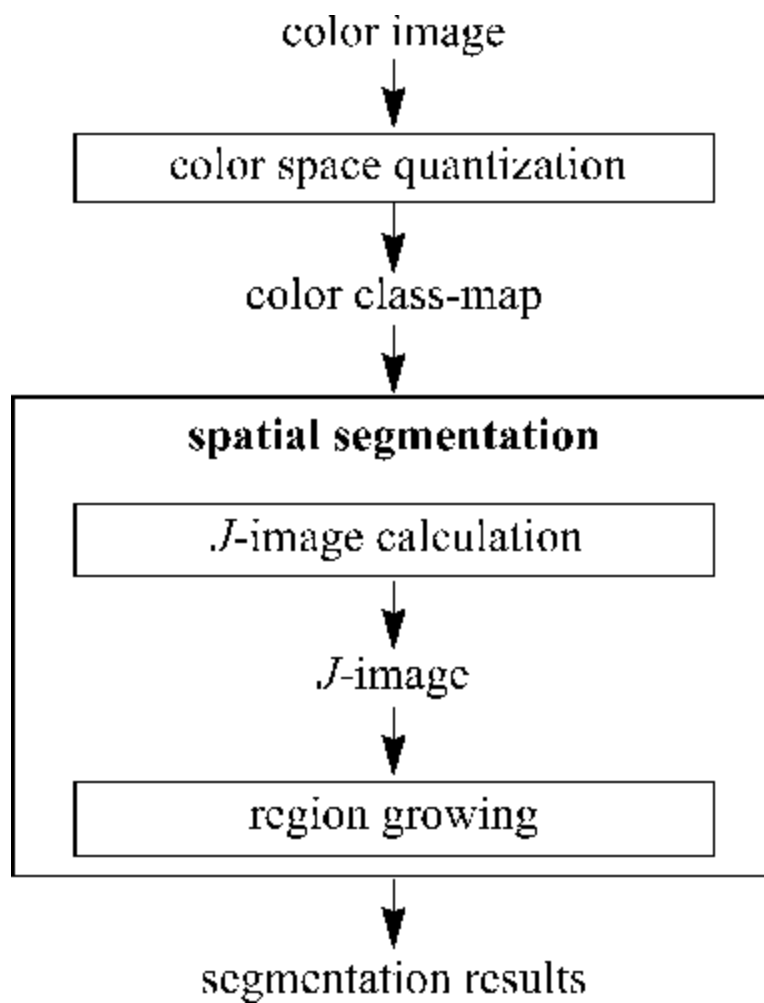 color image
color space quantization
color class-map
spatial segmentation
J-image calculation
J-image
region growing
segmentation results